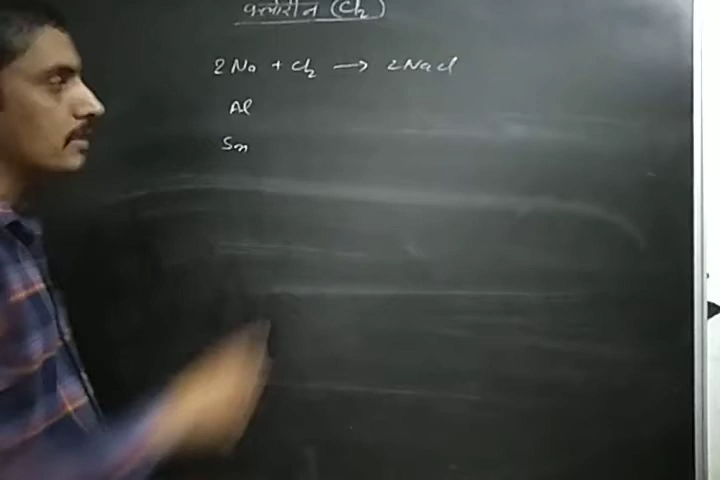 क्लोरीन (Cl₂)
2Na + Cl₂ → 2NaCl
Al
Sn